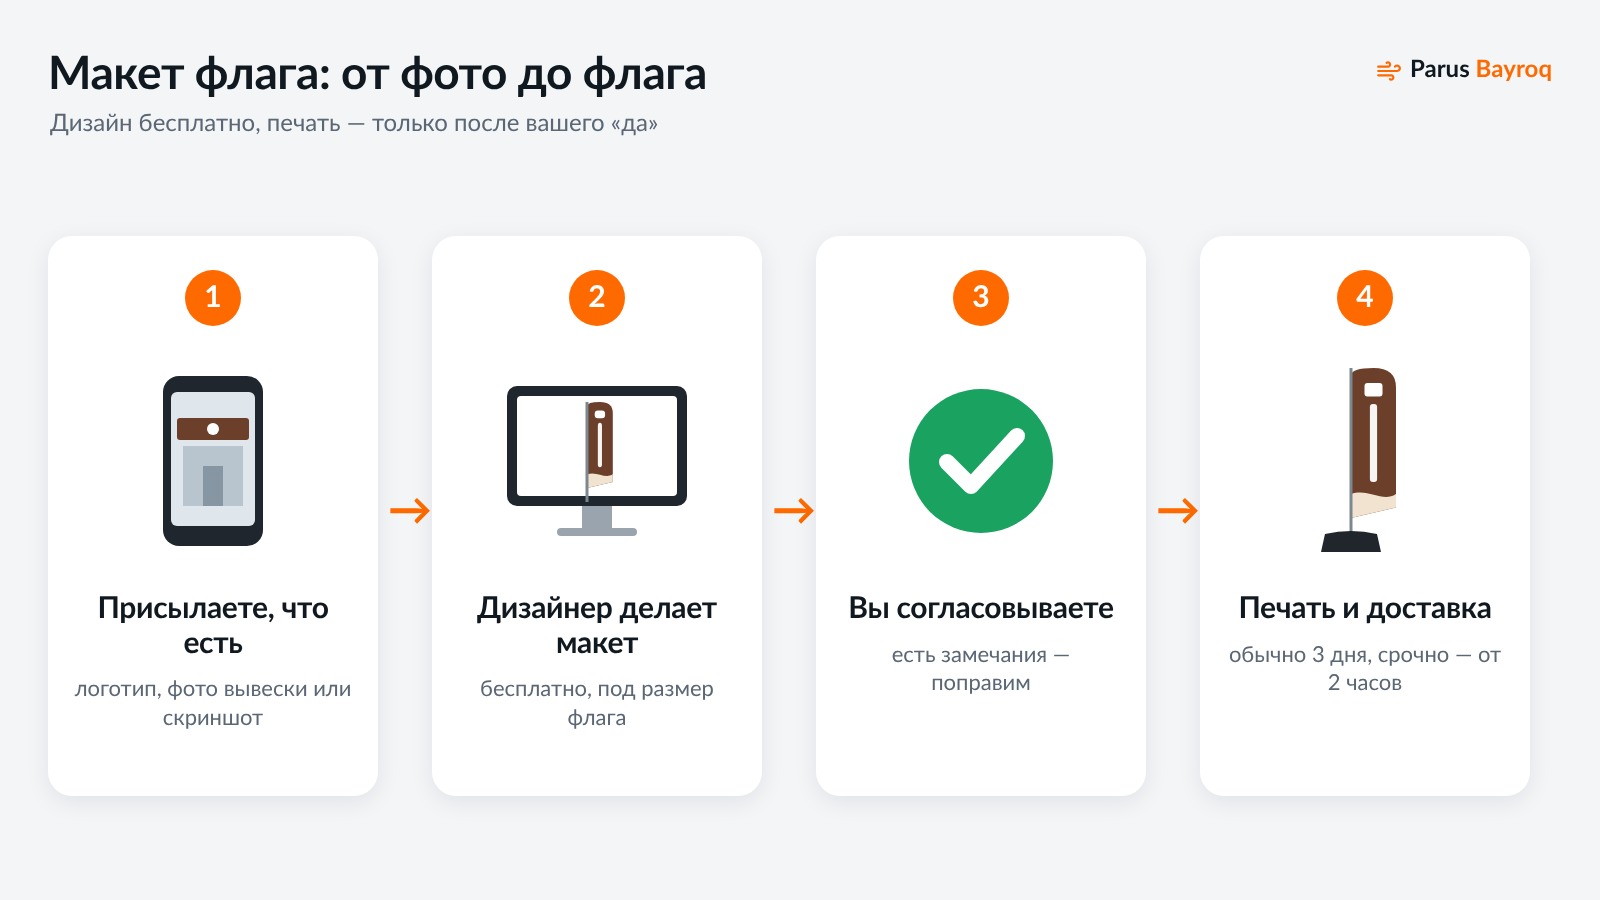 Макет флага: от фото до флага
Parus Bayroq
Дизайн бесплатно, печать — только после вашего «да»
1
Присылаете, что
есть
логотип, фото вывески или
скриншот
2
Дизайнер делает
макет
бесплатно, под размер
флага
3
Вы согласовываете
есть замечания —
поправим
4
Печать и доставка
обычно 3 дня, срочно — от
2 часов